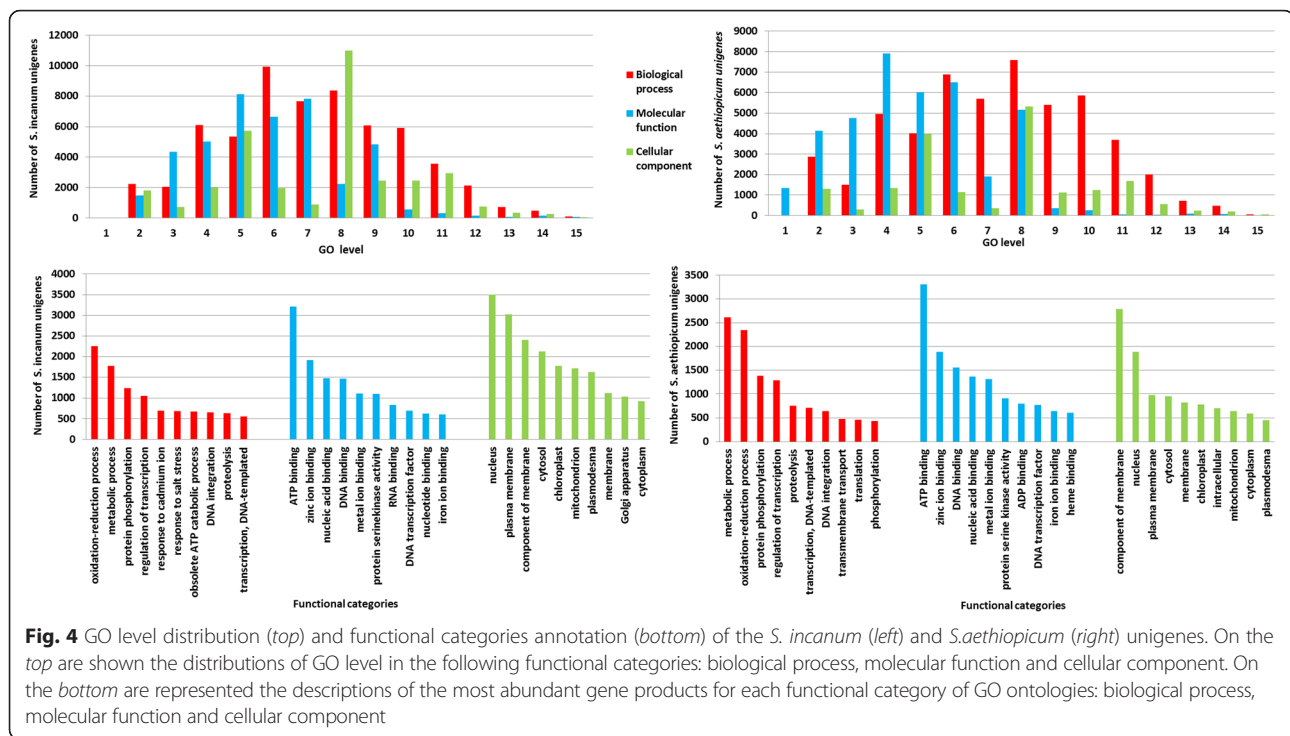 12000
10000
8000
6000
4000
2000
0
Number of S. incanum unigenes
1 2 3 4 5 6 7 8 9 10 11 12 13 14 15
GO level
Biological process
Molecular function
Cellular component
9000
8000
7000
6000
5000
4000
3000
2000
1000
0
Number of S. aethiopicum unigenes
1 2 3 4 5 6 7 8 9 10 11 12 13 14 15
GO level
4000
3500
3000
2500
2000
1500
1000
500
0
Number of S. incanum unigenes
oxidation-reduction process
metabolic process
protein phosphorylation
regulation of transcription
response to cadmium ion
response to salt stress
obsolete ATP catabolic process
DNA integration
proteolysis
transcription, DNA-templated
ATP binding
zinc ion binding
nucleic acid binding
DNA binding
metal ion binding
protein serinekinase activity
RNA binding
DNA transcription factor
nucleotide binding
iron ion binding
nucleus
plasma membrane
component of membrane
cytosol
chloroplast
mitochondrion
plasmodesma
membrane
Golgi apparatus
cytoplasm
Functional categories
3500
3000
2500
2000
1500
1000
500
0
Number of S. aethiopicum unigenes
metabolic process
oxidation-reduction process
protein phosphorylation
regulation of transcription
proteolysis
transcription, DNA-templated
DNA integration
transmembrane transport
translation
phosphorylation
ATP binding
zinc ion binding
DNA binding
nucleic acid binding
metal ion binding
protein serine kinase activity
ADP binding
DNA transcription factor
iron ion binding
heme binding
component of membrane
nucleus
plasma membrane
cytosol
membrane
chloroplast
intracellular
mitochondrion
cytoplasm
plasmodesma
Functional categories
Fig. 4 GO level distribution (top) and functional categories annotation (bottom) of the S. incanum (left) and S.aethiopicum (right) unigenes. On the
top are shown the distributions of GO level in the following functional categories: biological process, molecular function and cellular component. On
the bottom are represented the descriptions of the most abundant gene products for each functional category of GO ontologies: biological process,
molecular function and cellular component